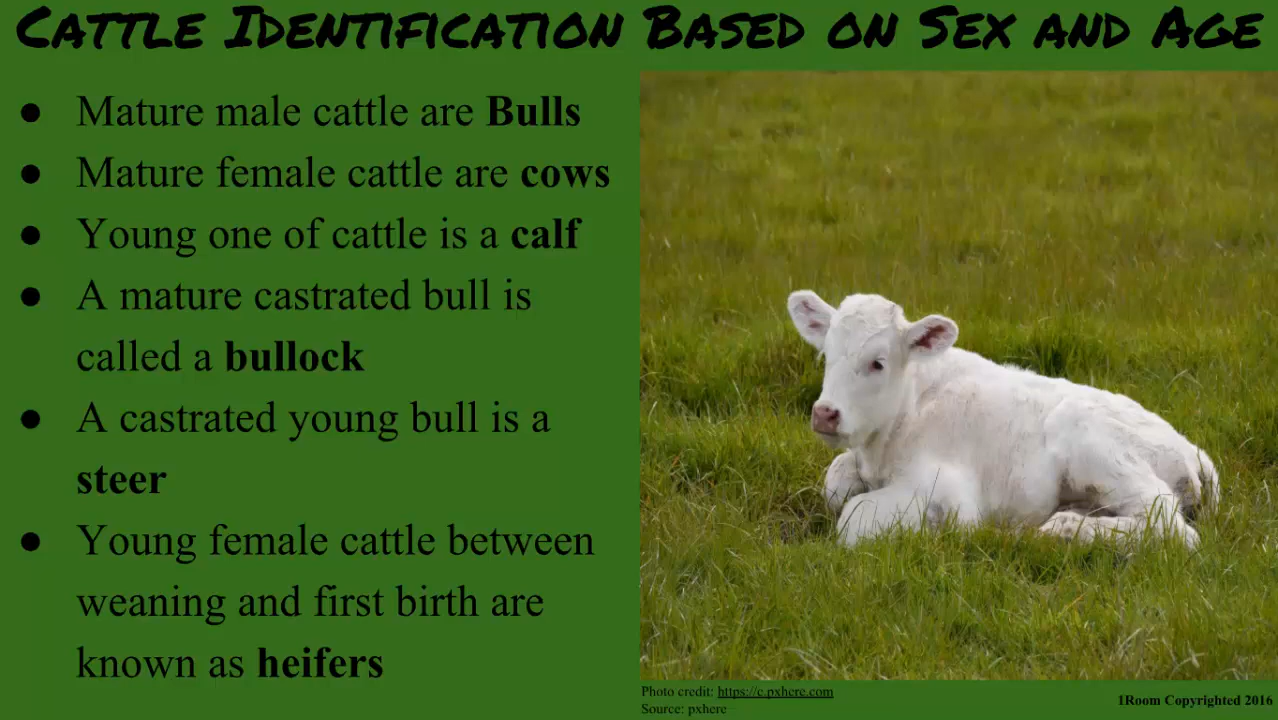 Cattle Identification Based on Sex and Age
● Mature male cattle are Bulls
● Mature female cattle are cows
● Young one of cattle is a calf
● A mature castrated bull is
called a bullock
● A castrated young bull is a
steer
● Young female cattle between
weaning and first birth are
known as heifers
Photo credit: https://c.pxhere.com
Source: pxhere
1Room Copyrighted 2016